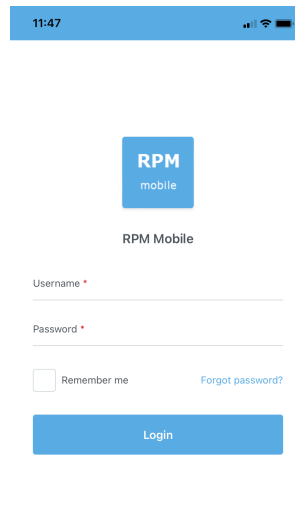 11:47
RPM
mobile
RPM Mobile
Username *
Password *
Remember me Forgot password?
Login